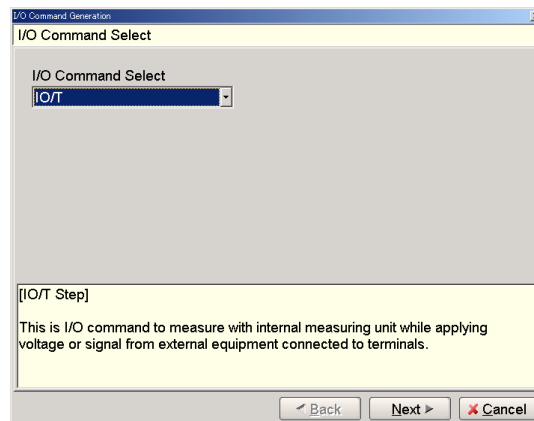 I/O Command Generation
I/O Command Select
I/O Command Select
IO/T
[IO/T Step]
This is I/O command to measure with internal measuring unit while applying
voltage or signal from external equipment connected to terminals.
Back Next Cancel